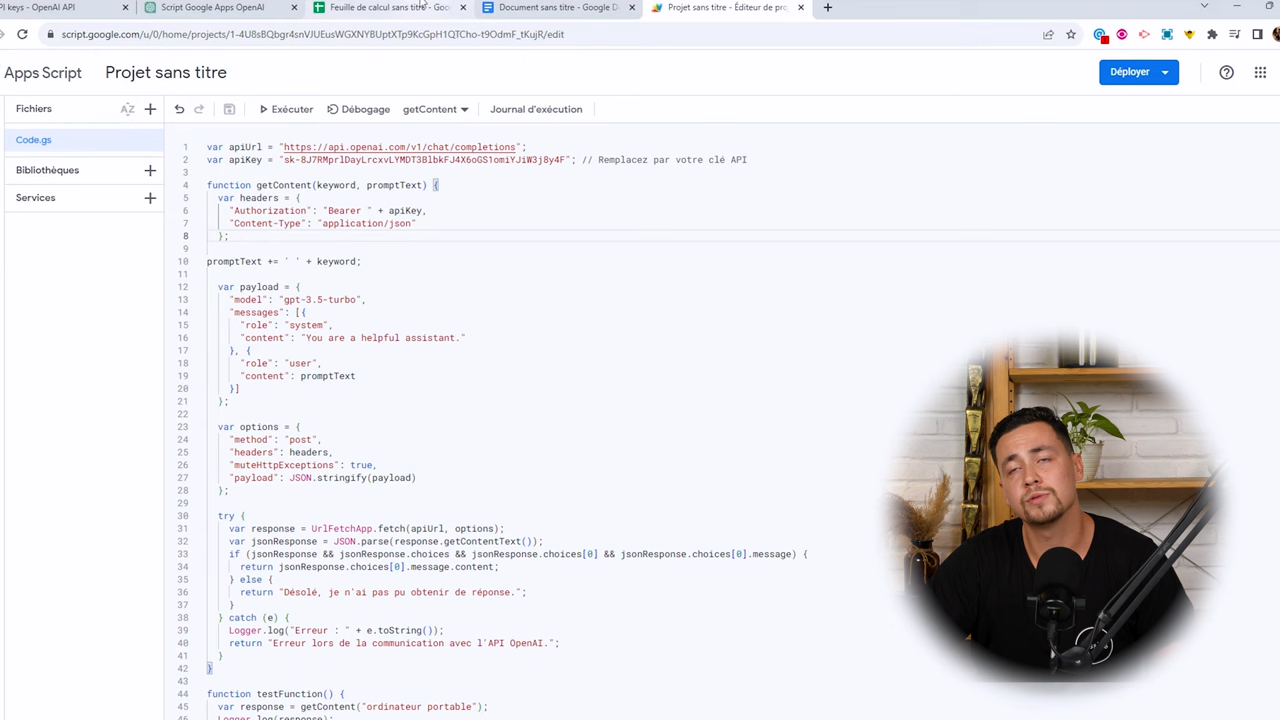 PI keys - OpenAI API
Script Google Apps OpenAI
Feuille de calcul sans titre - Goo
Document sans titre - Google D
Projet sans titre - Éditeur de pro
script.google.com/u/0/home/projects/1-4U8sBQbgr4snVJUEusWGXNYBUptXTp9KcGpH1QTCho-t9OdmF_tKujR/edit
Apps Script
Projet sans titre
Déployer
Fichiers
AZ
Exécuter
Débogage
getContent
Journal d'exécution
Code.gs
Bibliothèques
Services
1 var apiUrl = "https://api.openai.com/v1/chat/completions";
2 var apiKey = "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"; // Remplacez par votre clé API
3
4 function getContent(keyword, promptText) {
5 var headers = {
6 "Authorization": "Bearer " + apiKey,
7 "Content-Type": "application/json"
8 };
9
10 promptText += ` ` + keyword;
11
12 var payload = {
13 "model": "gpt-3.5-turbo",
14 "messages": [{
15 "role": "system",
16 "content": "You are a helpful assistant."
17 }, {
18 "role": "user",
19 "content": promptText
20 }]
21 };
22
23 var options = {
24 "method": "post",
25 "headers": headers,
26 "muteHttpExceptions": true,
27 "payload": JSON.stringify(payload)
28 };
29
30 try {
31 var response = UrlFetchApp.fetch(apiUrl, options);
32 var jsonResponse = JSON.parse(response.getContentText());
33 if (jsonResponse && jsonResponse.choices && jsonResponse.choices[0] && jsonResponse.choices[0].message) {
34 return jsonResponse.choices[0].message.content;
35 } else {
36 return "Désolé, je n'ai pas pu obtenir de réponse.";
37 }
38 } catch (e) {
39 Logger.log("Erreur : " + e.toString());
40 return "Erreur lors de la communication avec l'API OpenAI.";
41 }
42 }
43
44 function testFunction() {
45 var response = getContent("ordinateur portable");
46 Logger.log(response);